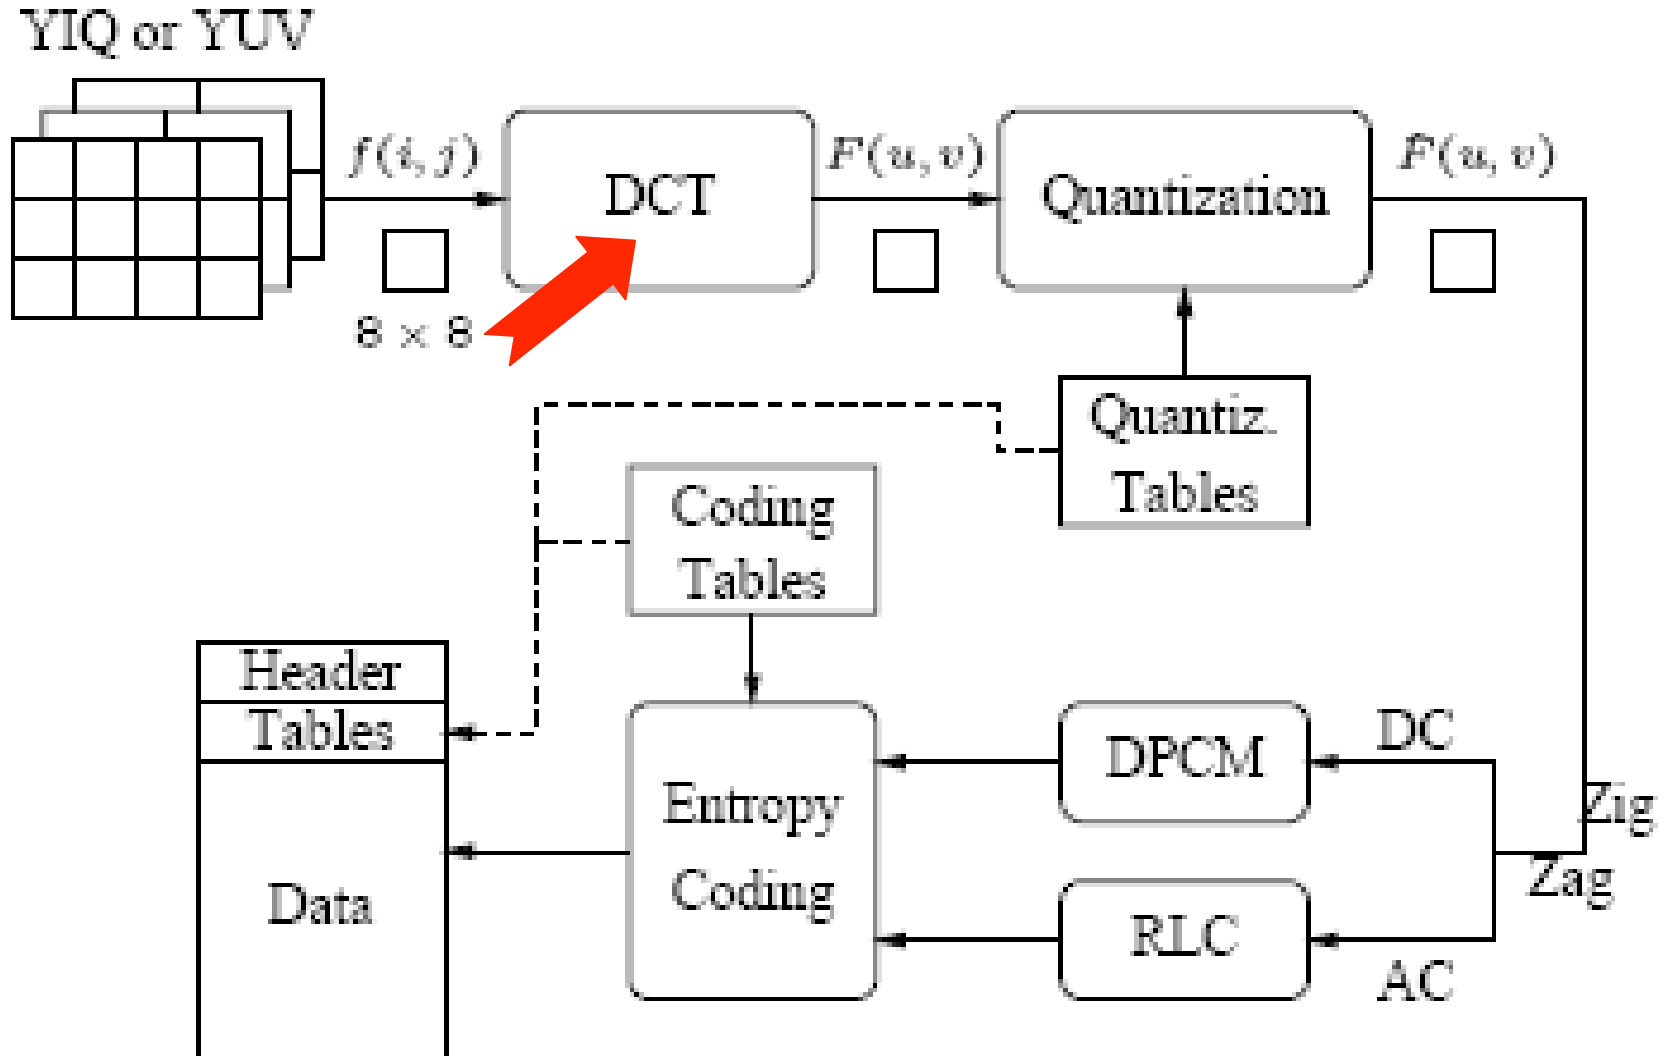 YIQ or YUV
f(i, j)
DCT
F(u, v)
Quantization
F̂(u, v)
8 × 8
Quantiz.
Tables
Coding
Tables
Header
Tables
Data
Entropy
Coding
DPCM
DC
RLC
AC
Zig
Zag